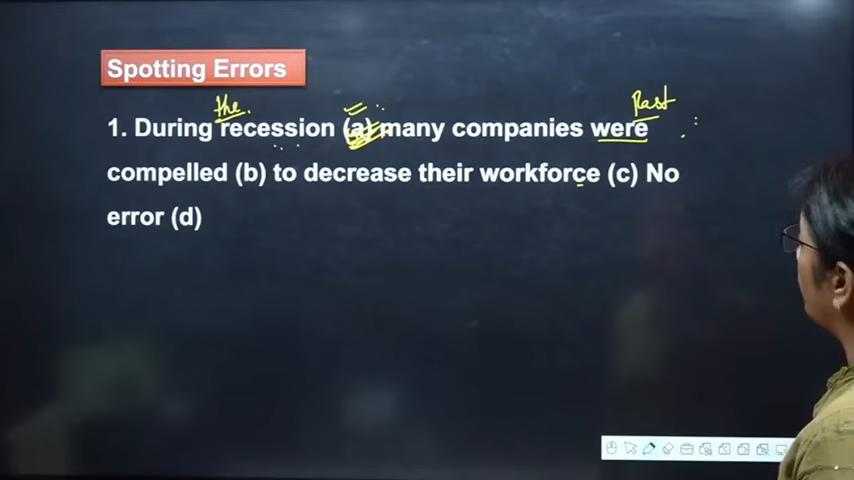 Spotting Errors
the Past
1. During recession (a) many companies were
compelled (b) to decrease their workforce (c) No
error (d)